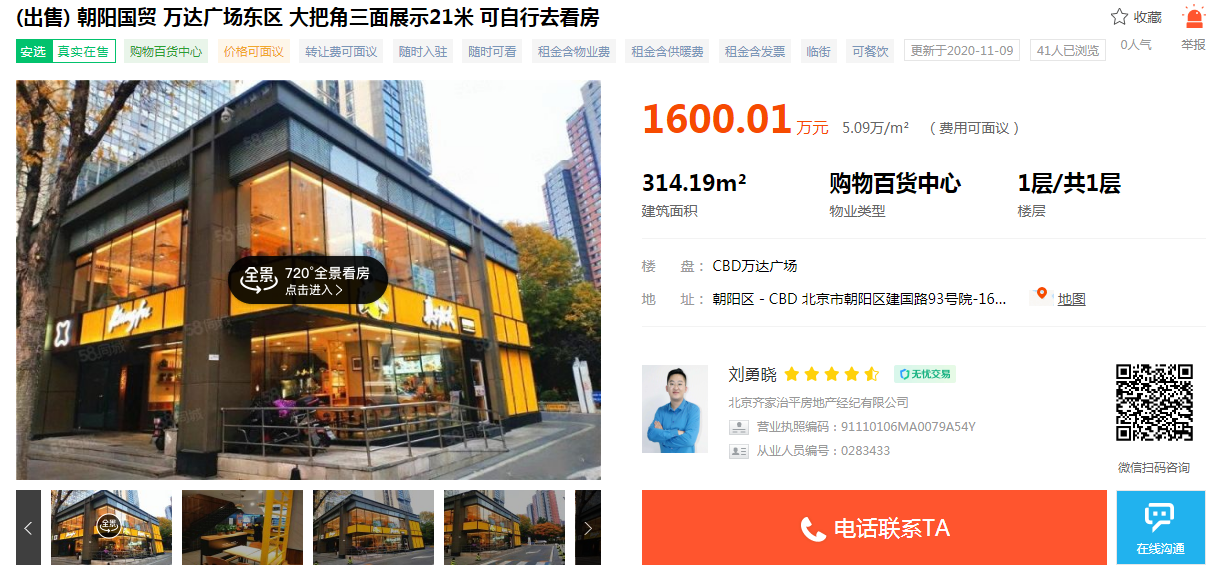 (出售) 朝阳国贸 万达广场东区 大把角三面展示21米 可自行去看房
收藏
举报
安选 真实在售 购物百货中心 价格可面议 转让费可面议 随时入驻 随时可看 租金含物业费 租金含供暖费 租金含发票 临街 可餐饮 更新于2020-11-09 41人已浏览 0人气
1600.01 万元 5.09万/m² （费用可面议）
314.19m² 购物百货中心 1层/共1层
建筑面积 物业类型 楼层
楼 盘： CBD万达广场
地 址： 朝阳区 - CBD 北京市朝阳区建国路93号院-16... 地图
全景 720°全景看房
点击进入
刘勇晓 无忧交易
北京齐家治平房地产经纪有限公司
营业执照编码：91110106MA0079A54Y
从业人员编号：0283433
微信扫码咨询
全景
电话联系TA
在线沟通